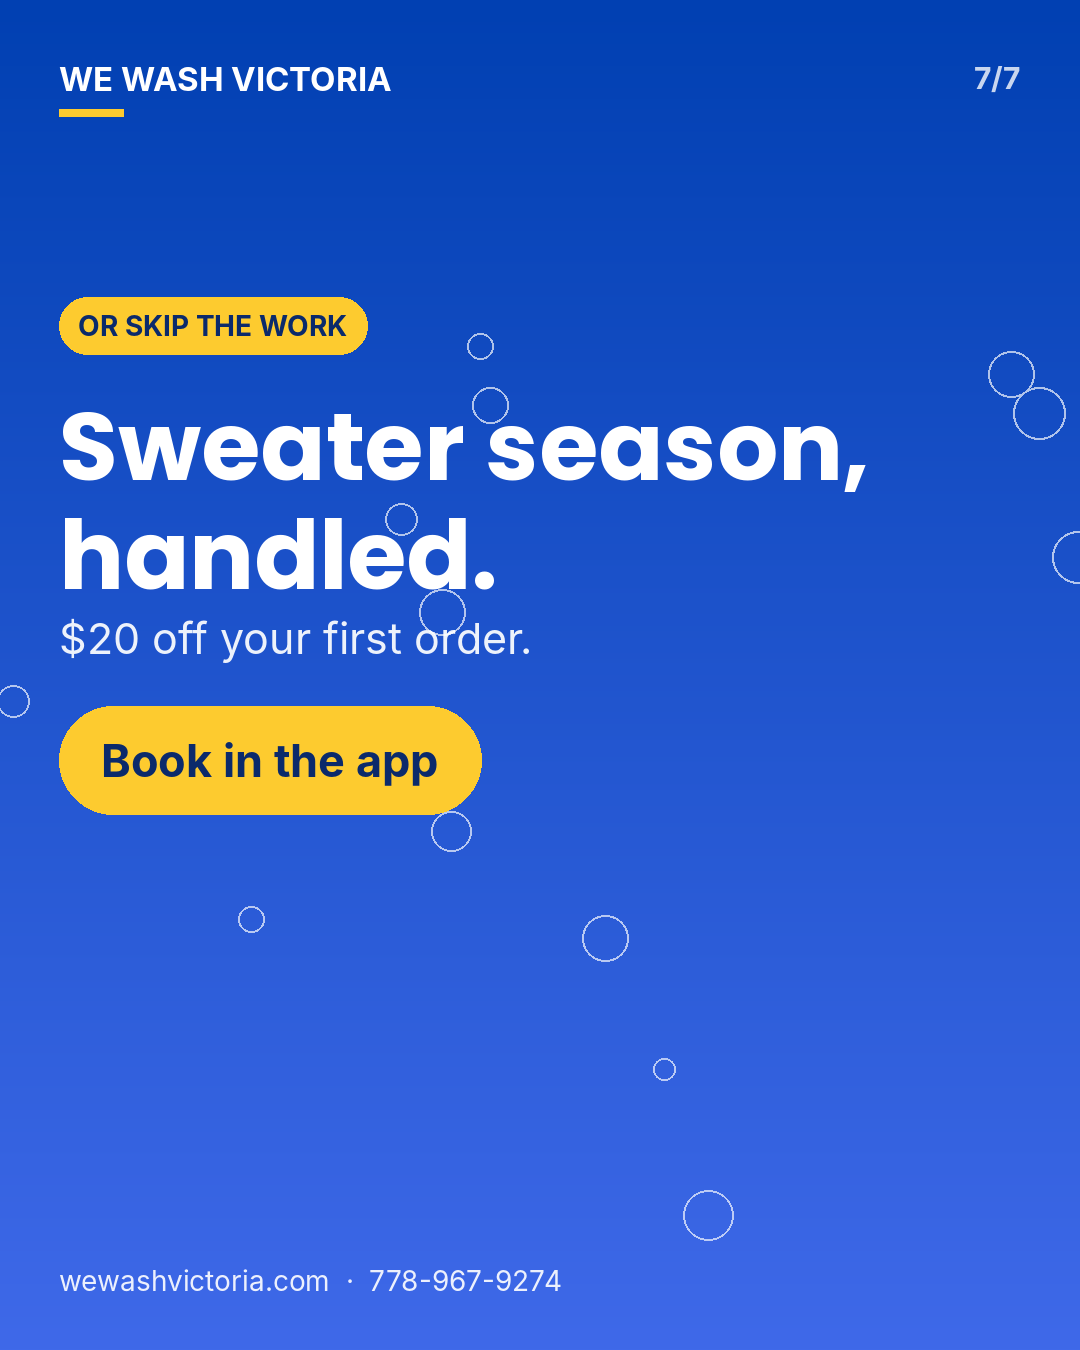 WE WASH VICTORIA
7/7
OR SKIP THE WORK
Sweater season,
handled.
$20 off your first order.
Book in the app
wewashvictoria.com · 778-967-9274